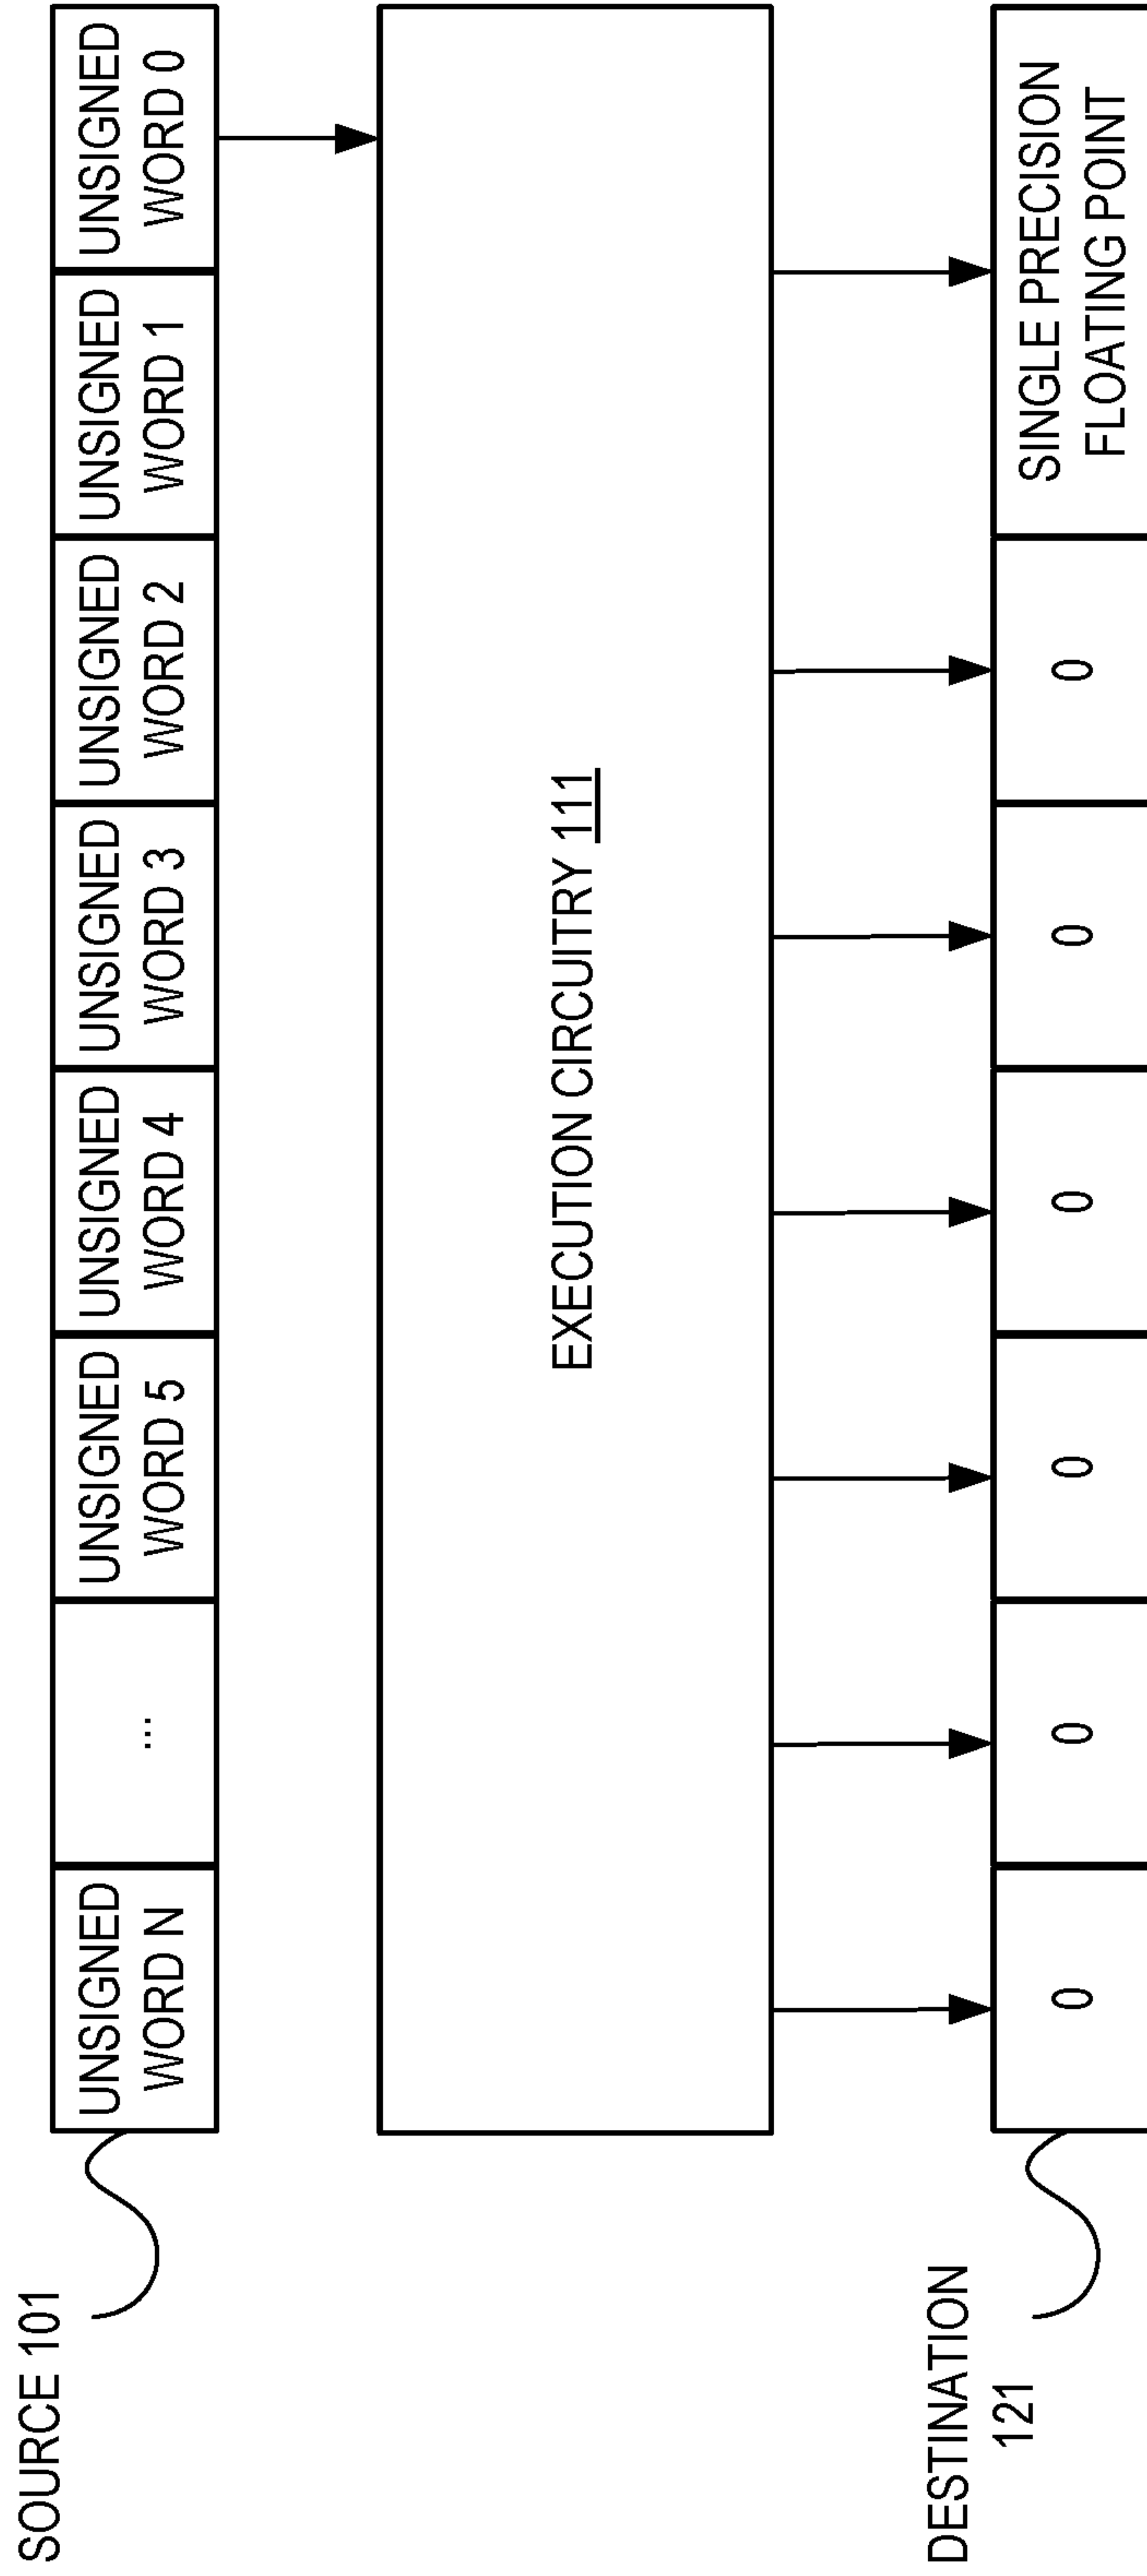 SOURCE 101
UNSIGNED
WORD N
...
UNSIGNED
WORD 5
UNSIGNED
WORD 4
UNSIGNED
WORD 3
UNSIGNED
WORD 2
UNSIGNED
WORD 1
UNSIGNED
WORD 0
EXECUTION CIRCUITRY 111
DESTINATION
121
0
0
0
0
0
0
SINGLE PRECISION
FLOATING POINT